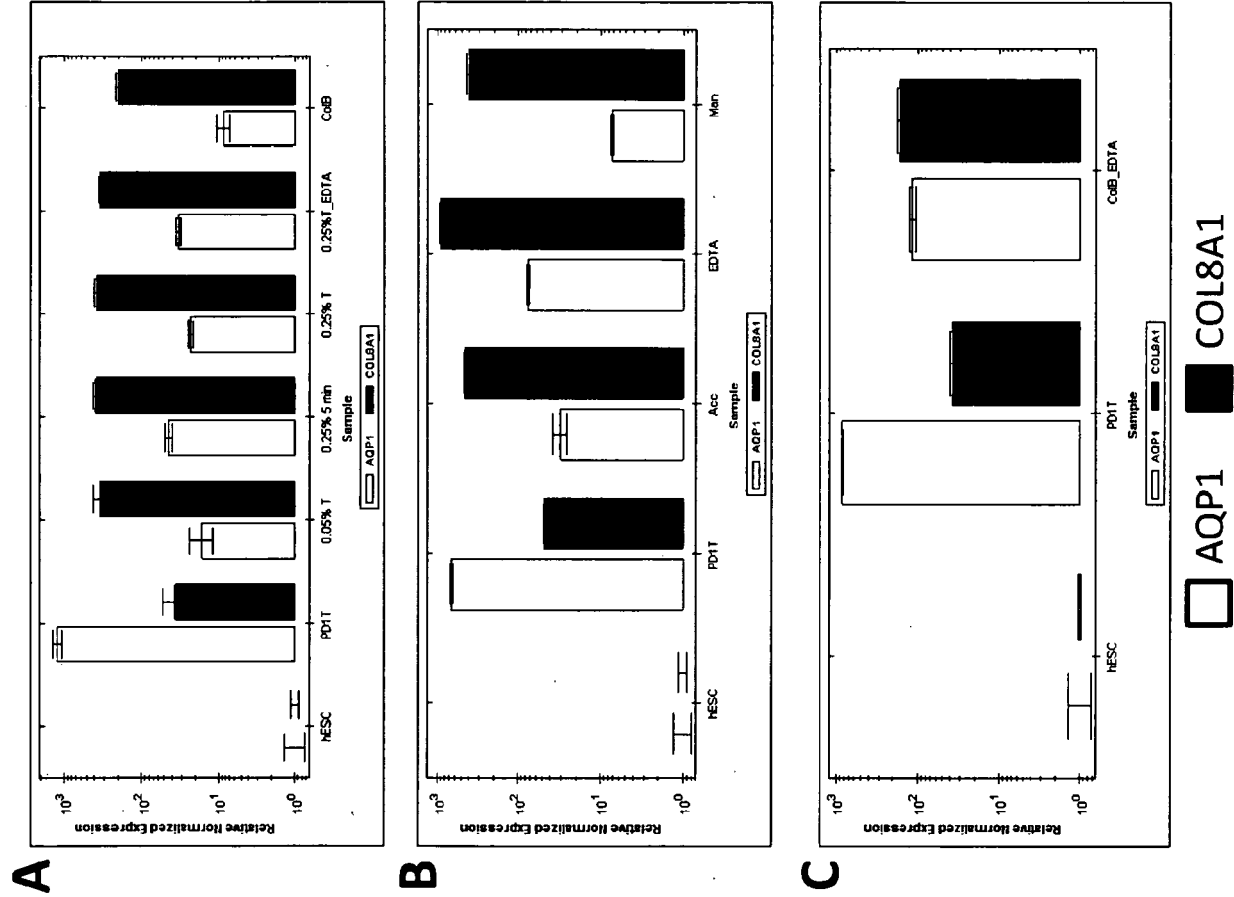 A
Relative Normalized Expression
10³
10²
10¹
10⁰
hESC
PD1T
0.05% T
0.25% 5 min
0.25% T
0.25%T_EDTA
ColB
Sample
AQP1 COL8A1
B
Relative Normalized Expression
10³
10²
10¹
10⁰
hESC
PD1T
Acc
EDTA
Man
Sample
AQP1 COL8A1
C
Relative Normalized Expression
10³
10²
10¹
10⁰
hESC
PD1T
ColB_EDTA
Sample
AQP1 COL8A1
AQP1 COL8A1